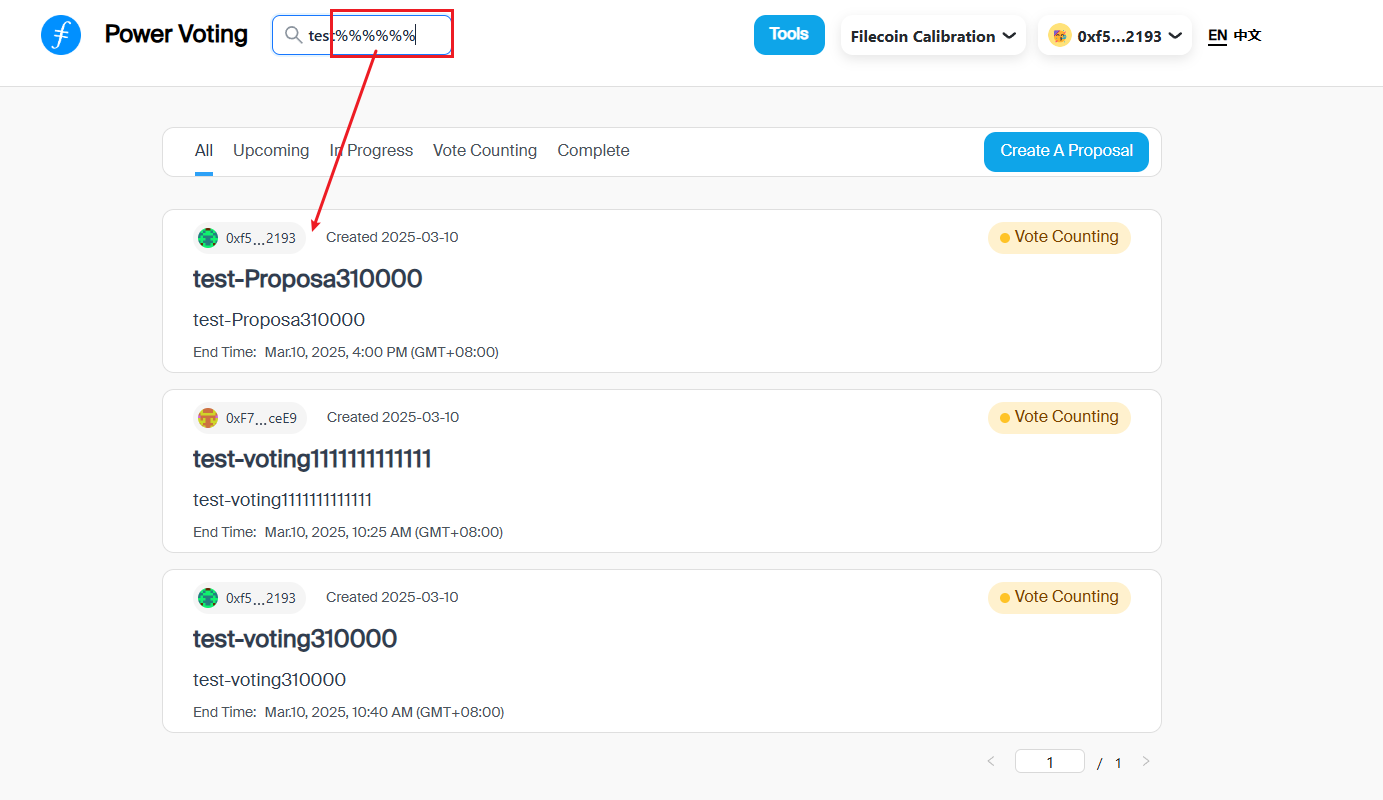 Power Voting
test%%%%%%
Tools
Filecoin Calibration
0xf5...2193
EN 中文
All Upcoming In Progress Vote Counting Complete
Create A Proposal
0xf5...2193 Created 2025-03-10 Vote Counting
test-Proposa310000
test-Proposa310000
End Time: Mar.10, 2025, 4:00 PM (GMT+08:00)
0xF7...ceE9 Created 2025-03-10 Vote Counting
test-voting1111111111111
test-voting1111111111111
End Time: Mar.10, 2025, 10:25 AM (GMT+08:00)
0xf5...2193 Created 2025-03-10 Vote Counting
test-voting310000
test-voting310000
End Time: Mar.10, 2025, 10:40 AM (GMT+08:00)
< 1 / 1 >